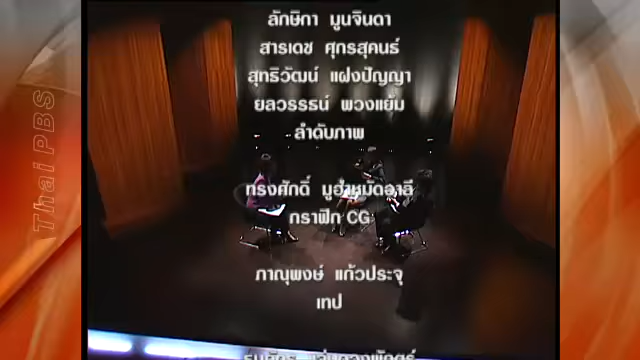 ลักษิกา มูนจินดา
สารเดช ศุกรสุคนธ์
สุทธิวัฒน์ แฝงปัญญา
ยลวรรธน์ พวงแย้ม
ลำดับภาพ
ทรงศักดิ์ มูฮำหมัดอาลี
กราฟิก CG
ภาณุพงษ์ แก้วประจุ
เทป
Thai PBS